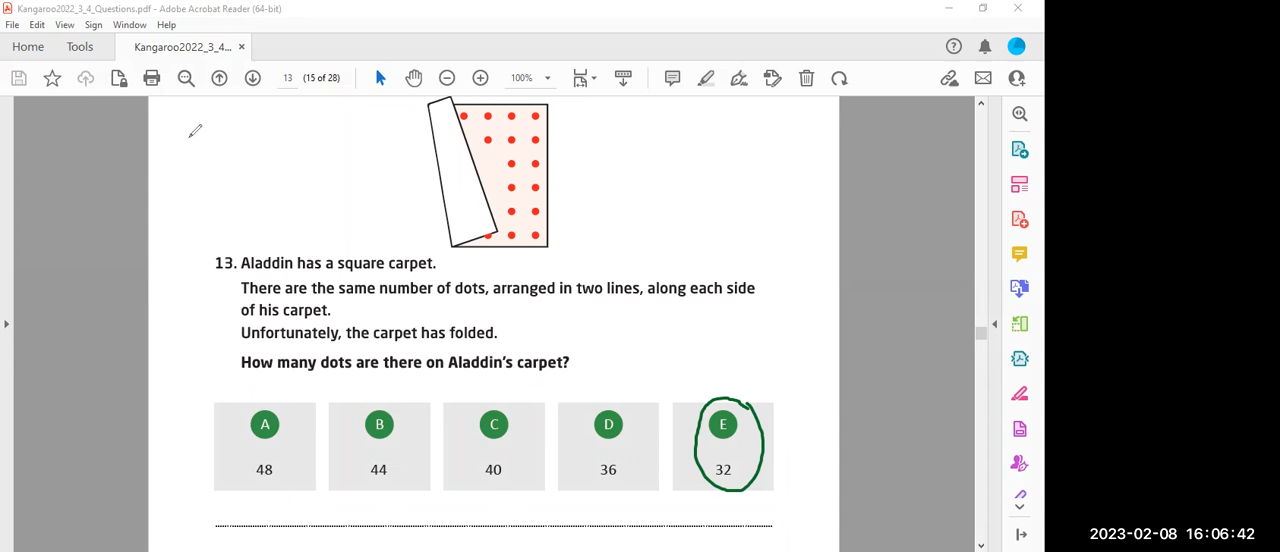 Kangaroo2022_3_4_Questions.pdf - Adobe Acrobat Reader (64-bit)
File Edit View Sign Window Help
Home Tools Kangaroo2022_3_4... ×
13 (15 of 28) 100%
13. Aladdin has a square carpet.
There are the same number of dots, arranged in two lines, along each side
of his carpet.
Unfortunately, the carpet has folded.
How many dots are there on Aladdin's carpet?
A B C D E
48 44 40 36 32
2023-02-08 16:06:42